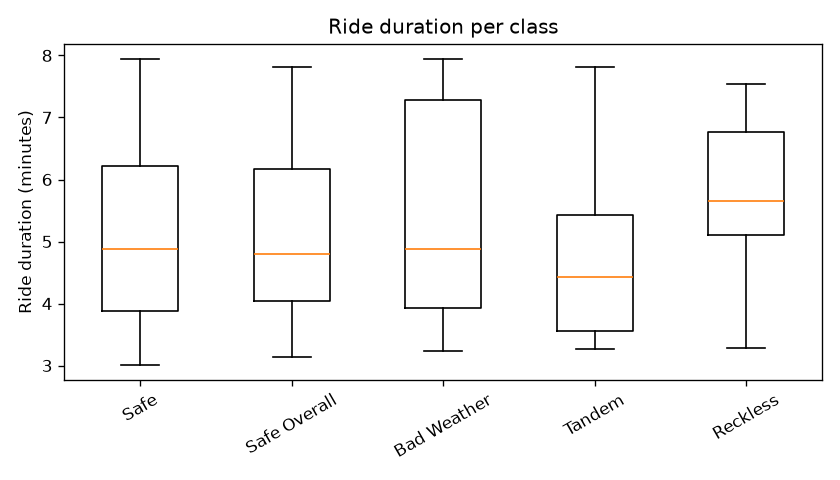 Ride duration per class
Ride duration (minutes)
8
7
6
5
4
3
Safe
Safe Overall
Bad Weather
Tandem
Reckless